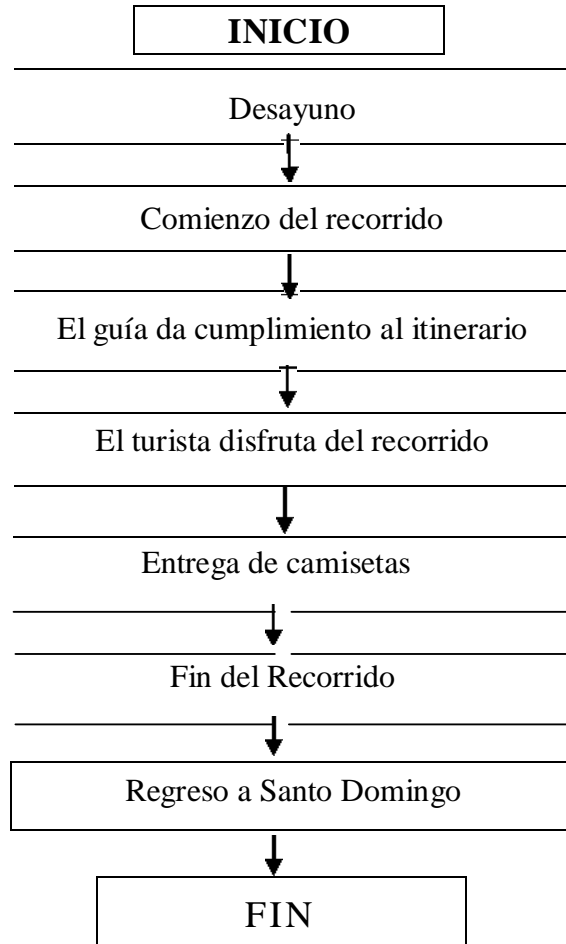 INICIO
Desayuno
Comienzo del recorrido
El guía da cumplimiento al itinerario
El turista disfruta del recorrido
Entrega de camisetas
Fin del Recorrido
Regreso a Santo Domingo
FIN